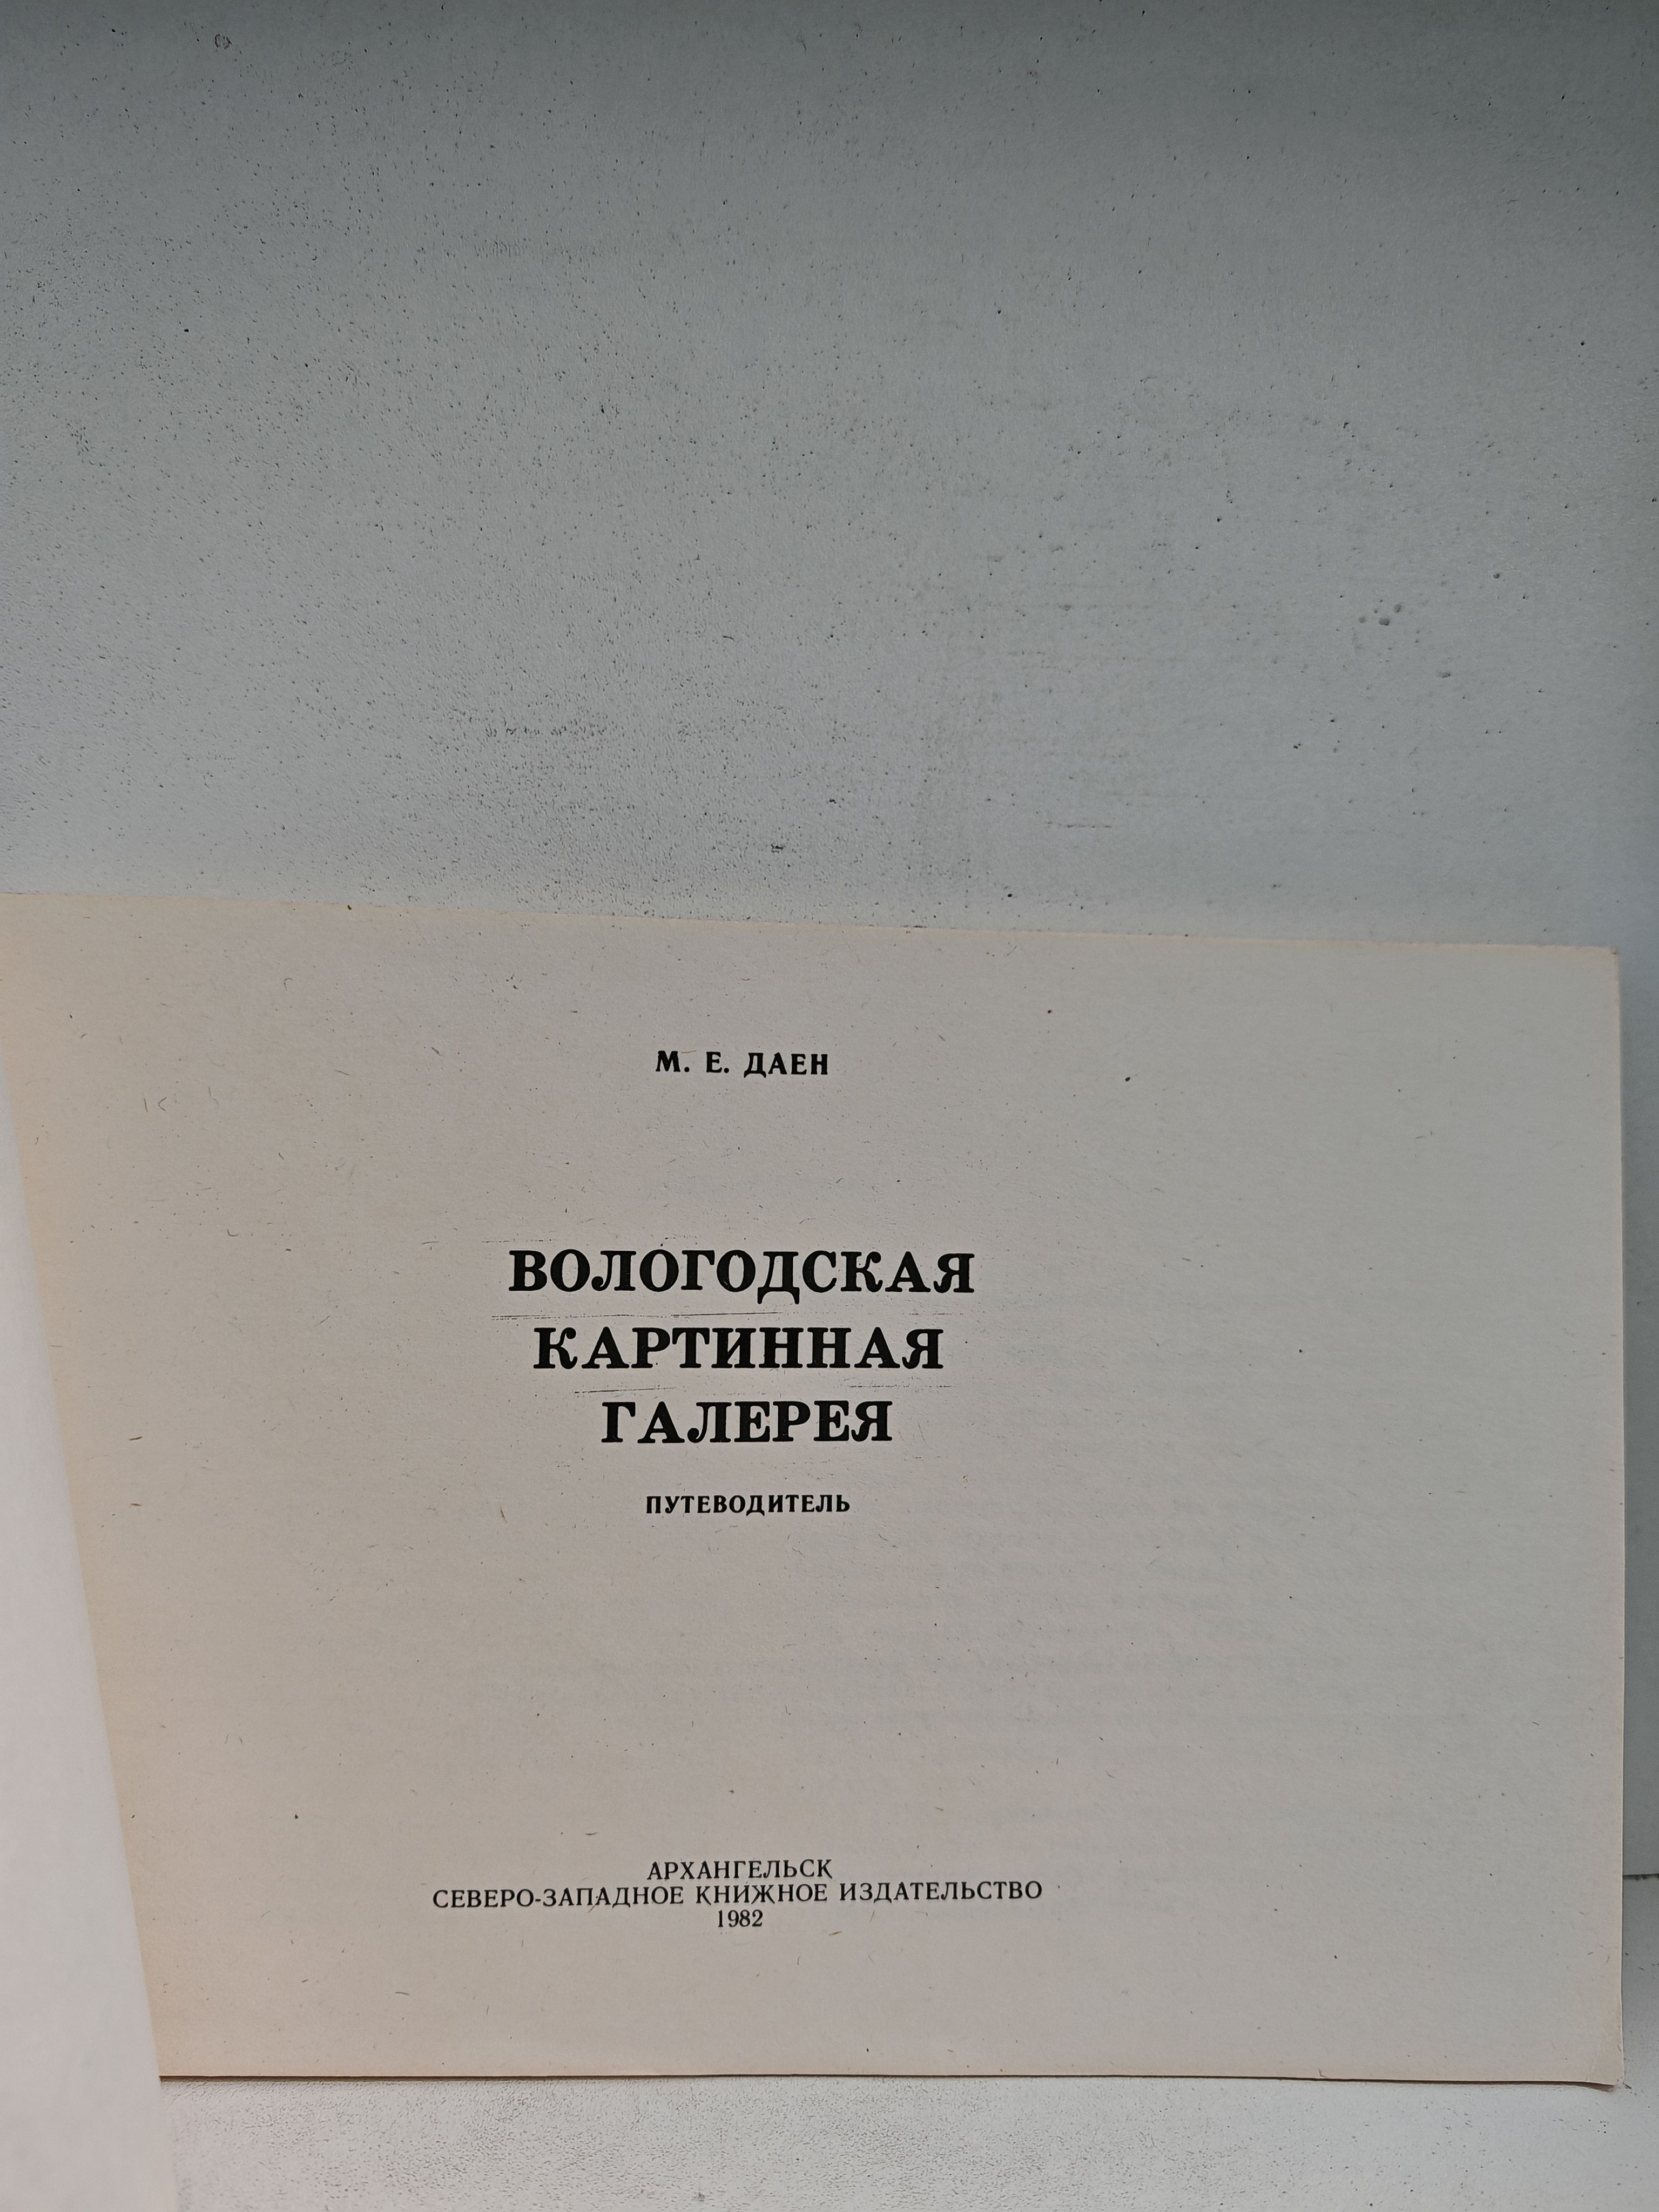 М. Е. ДАЕН
ВОЛОГОДСКАЯ
КАРТИННАЯ
ГАЛЕРЕЯ
ПУТЕВОДИТЕЛЬ
АРХАНГЕЛЬСК
СЕВЕРО-ЗАПАДНОЕ КНИЖНОЕ ИЗДАТЕЛЬСТВО
1982